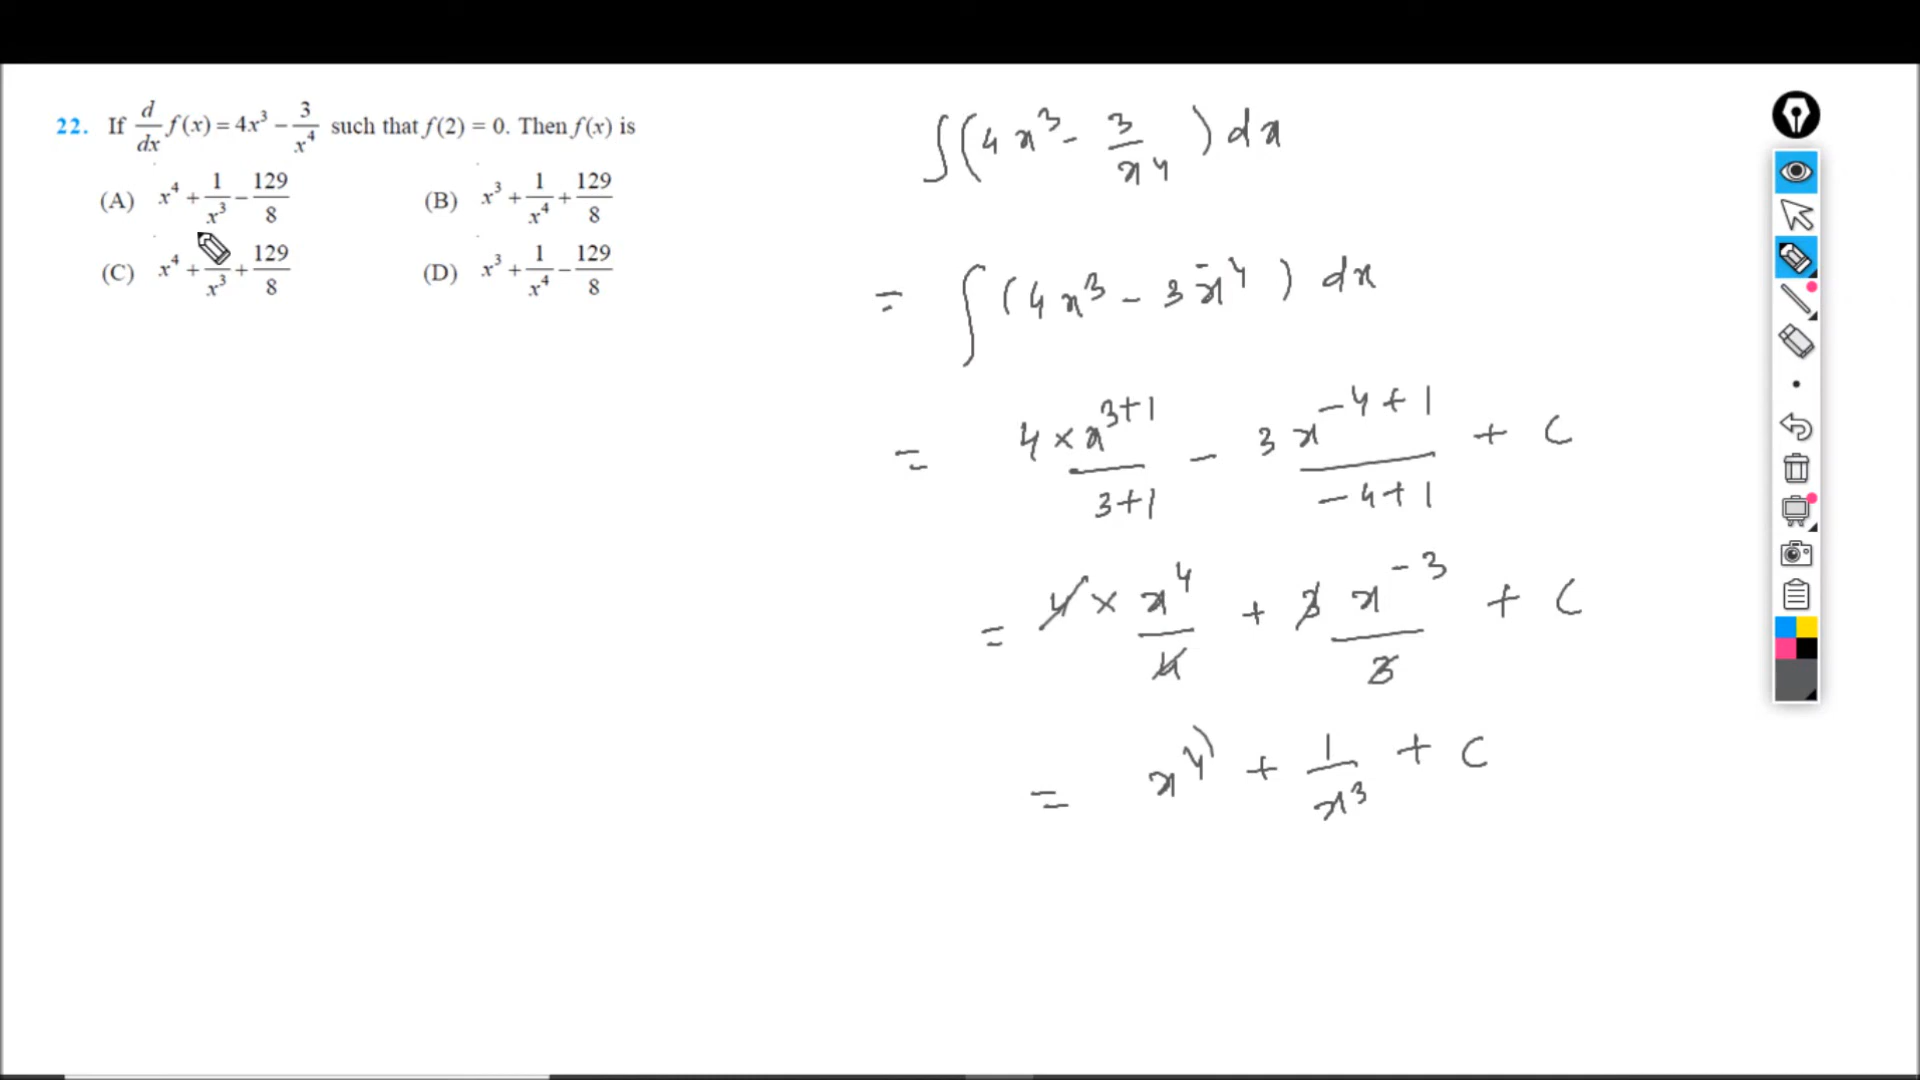 22. If d/dx f(x) = 4x³ − 3/x⁴ such that f(2) = 0. Then f(x) is
(A) x⁴ + 1/x³ − 129/8 (B) x³ + 1/x⁴ + 129/8
(C) x⁴ + 1/x³ + 129/8 (D) x³ + 1/x⁴ − 129/8
∫(4x³ − 3/x⁴) dx
= ∫(4x³ − 3x⁻⁴) dx
= 4 × x³⁺¹/(3+1) − 3 x⁻⁴⁺¹/(−4+1) + C
= 4 × x⁴/4 + 3 x⁻³/3 + C
= x⁴ + 1/x³ + C